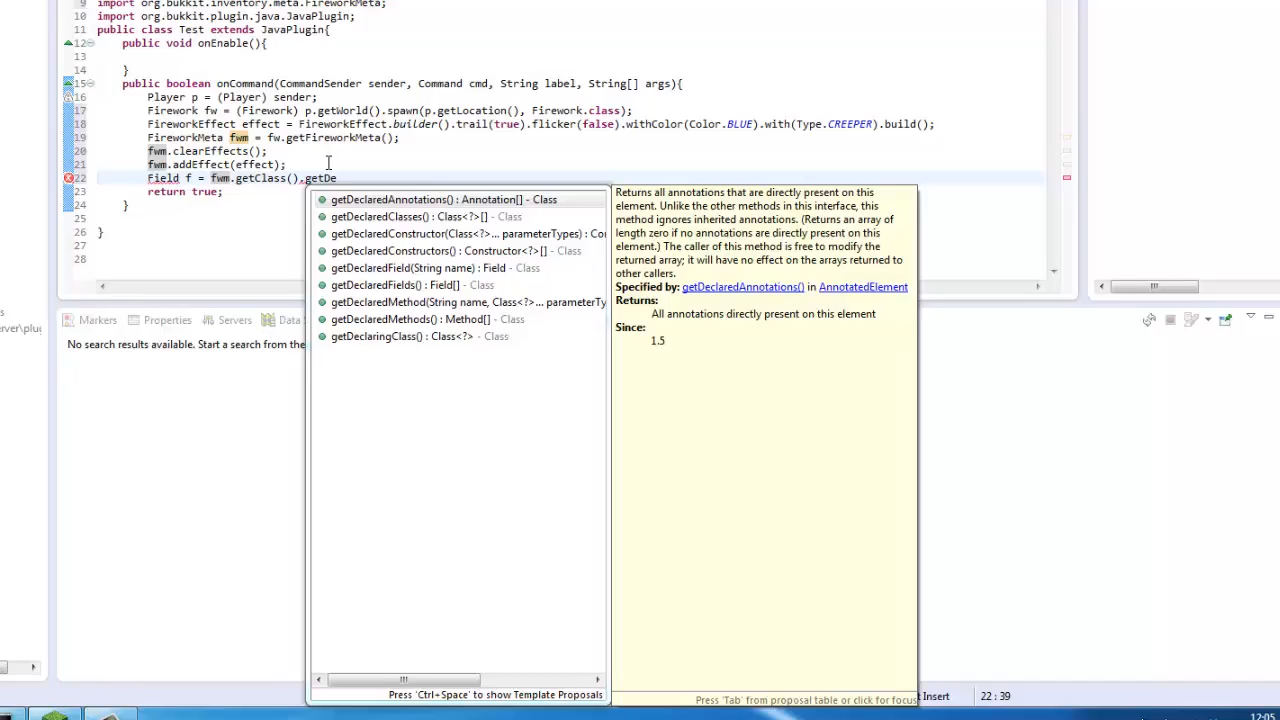 9 import org.bukkit.inventory.meta.FireworkMeta;
10 import org.bukkit.plugin.java.JavaPlugin;
11 public class Test extends JavaPlugin{
12 public void onEnable(){
13
14 }
15 public boolean onCommand(CommandSender sender, Command cmd, String label, String[] args){
16 Player p = (Player) sender;
17 Firework fw = (Firework) p.getWorld().spawn(p.getLocation(), Firework.class);
18 FireworkEffect effect = FireworkEffect.builder().trail(true).flicker(false).withColor(Color.BLUE).with(Type.CREEPER).build();
19 FireworkMeta fwm = fw.getFireworkMeta();
20 fwm.clearEffects();
21 fwm.addEffect(effect);
22 Field f = fwm.getClass().getDe
23 return true;
24 }
25
26 }
27
28
getDeclaredAnnotations() : Annotation[] - Class
getDeclaredClasses() : Class<?>[] - Class
getDeclaredConstructor(Class<?>... parameterTypes) : Co
getDeclaredConstructors() : Constructor<?>[] - Class
getDeclaredField(String name) : Field - Class
getDeclaredFields() : Field[] - Class
getDeclaredMethod(String name, Class<?>... parameterTy
getDeclaredMethods() : Method[] - Class
getDeclaringClass() : Class<?> - Class
Press 'Ctrl+Space' to show Template Proposals
Returns all annotations that are directly present on this
element. Unlike the other methods in this interface, this
method ignores inherited annotations. (Returns an array of
length zero if no annotations are directly present on this
element.) The caller of this method is free to modify the
returned array; it will have no effect on the arrays returned to
other callers.
Specified by: getDeclaredAnnotations() in AnnotatedElement
Returns:
All annotations directly present on this element
Since:
1.5
Press 'Tab' from proposal table or click for focus
s
erver\plu
Markers Properties Servers Data
No search results available. Start a search from the
t Insert 22 : 39
12:05